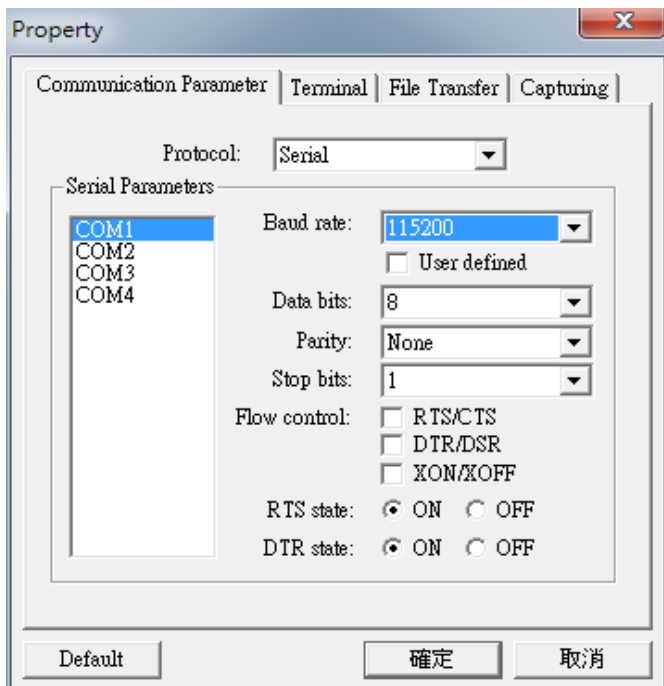 Property
Communication Parameter Terminal File Transfer Capturing
Protocol: Serial
Serial Parameters
COM1
COM2
COM3
COM4
Baud rate: 115200
User defined
Data bits: 8
Parity: None
Stop bits: 1
Flow control: RTS/CTS
DTR/DSR
XON/XOFF
RTS state: ON OFF
DTR state: ON OFF
Default 確定 取消